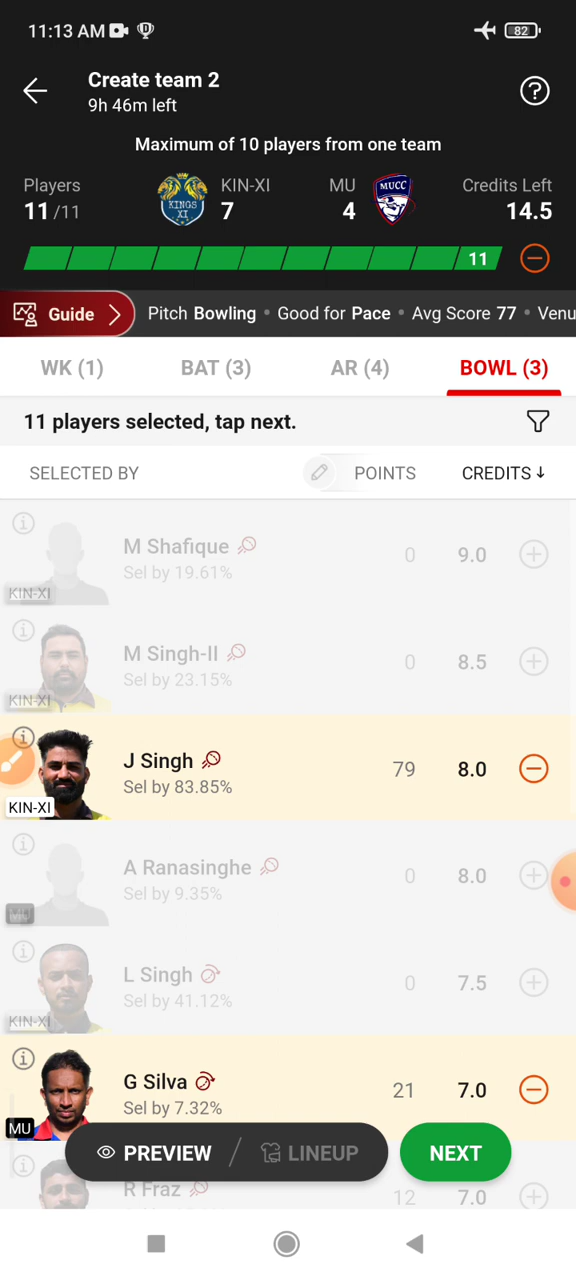 11:13 AM
82
Create team 2
9h 46m left
?
Maximum of 10 players from one team
Players
11 /11
KINGS
XI
KIN-XI
7
MU
4
MUCC
Credits Left
14.5
11
Guide
Pitch Bowling • Good for Pace • Avg Score 77 • Venu
WK (1)
BAT (3)
AR (4)
BOWL (3)
11 players selected, tap next.
SELECTED BY
POINTS
CREDITS ↓
M Shafique
Sel by 19.61%
KIN-XI
0
9.0
M Singh-II
Sel by 23.15%
KIN-XI
0
8.5
J Singh
Sel by 83.85%
KIN-XI
79
8.0
A Ranasinghe
Sel by 9.35%
MU
0
8.0
L Singh
Sel by 41.12%
KIN-XI
0
7.5
G Silva
Sel by 7.32%
MU
21
7.0
PREVIEW / LINEUP
NEXT
R Fraz
12
7.0